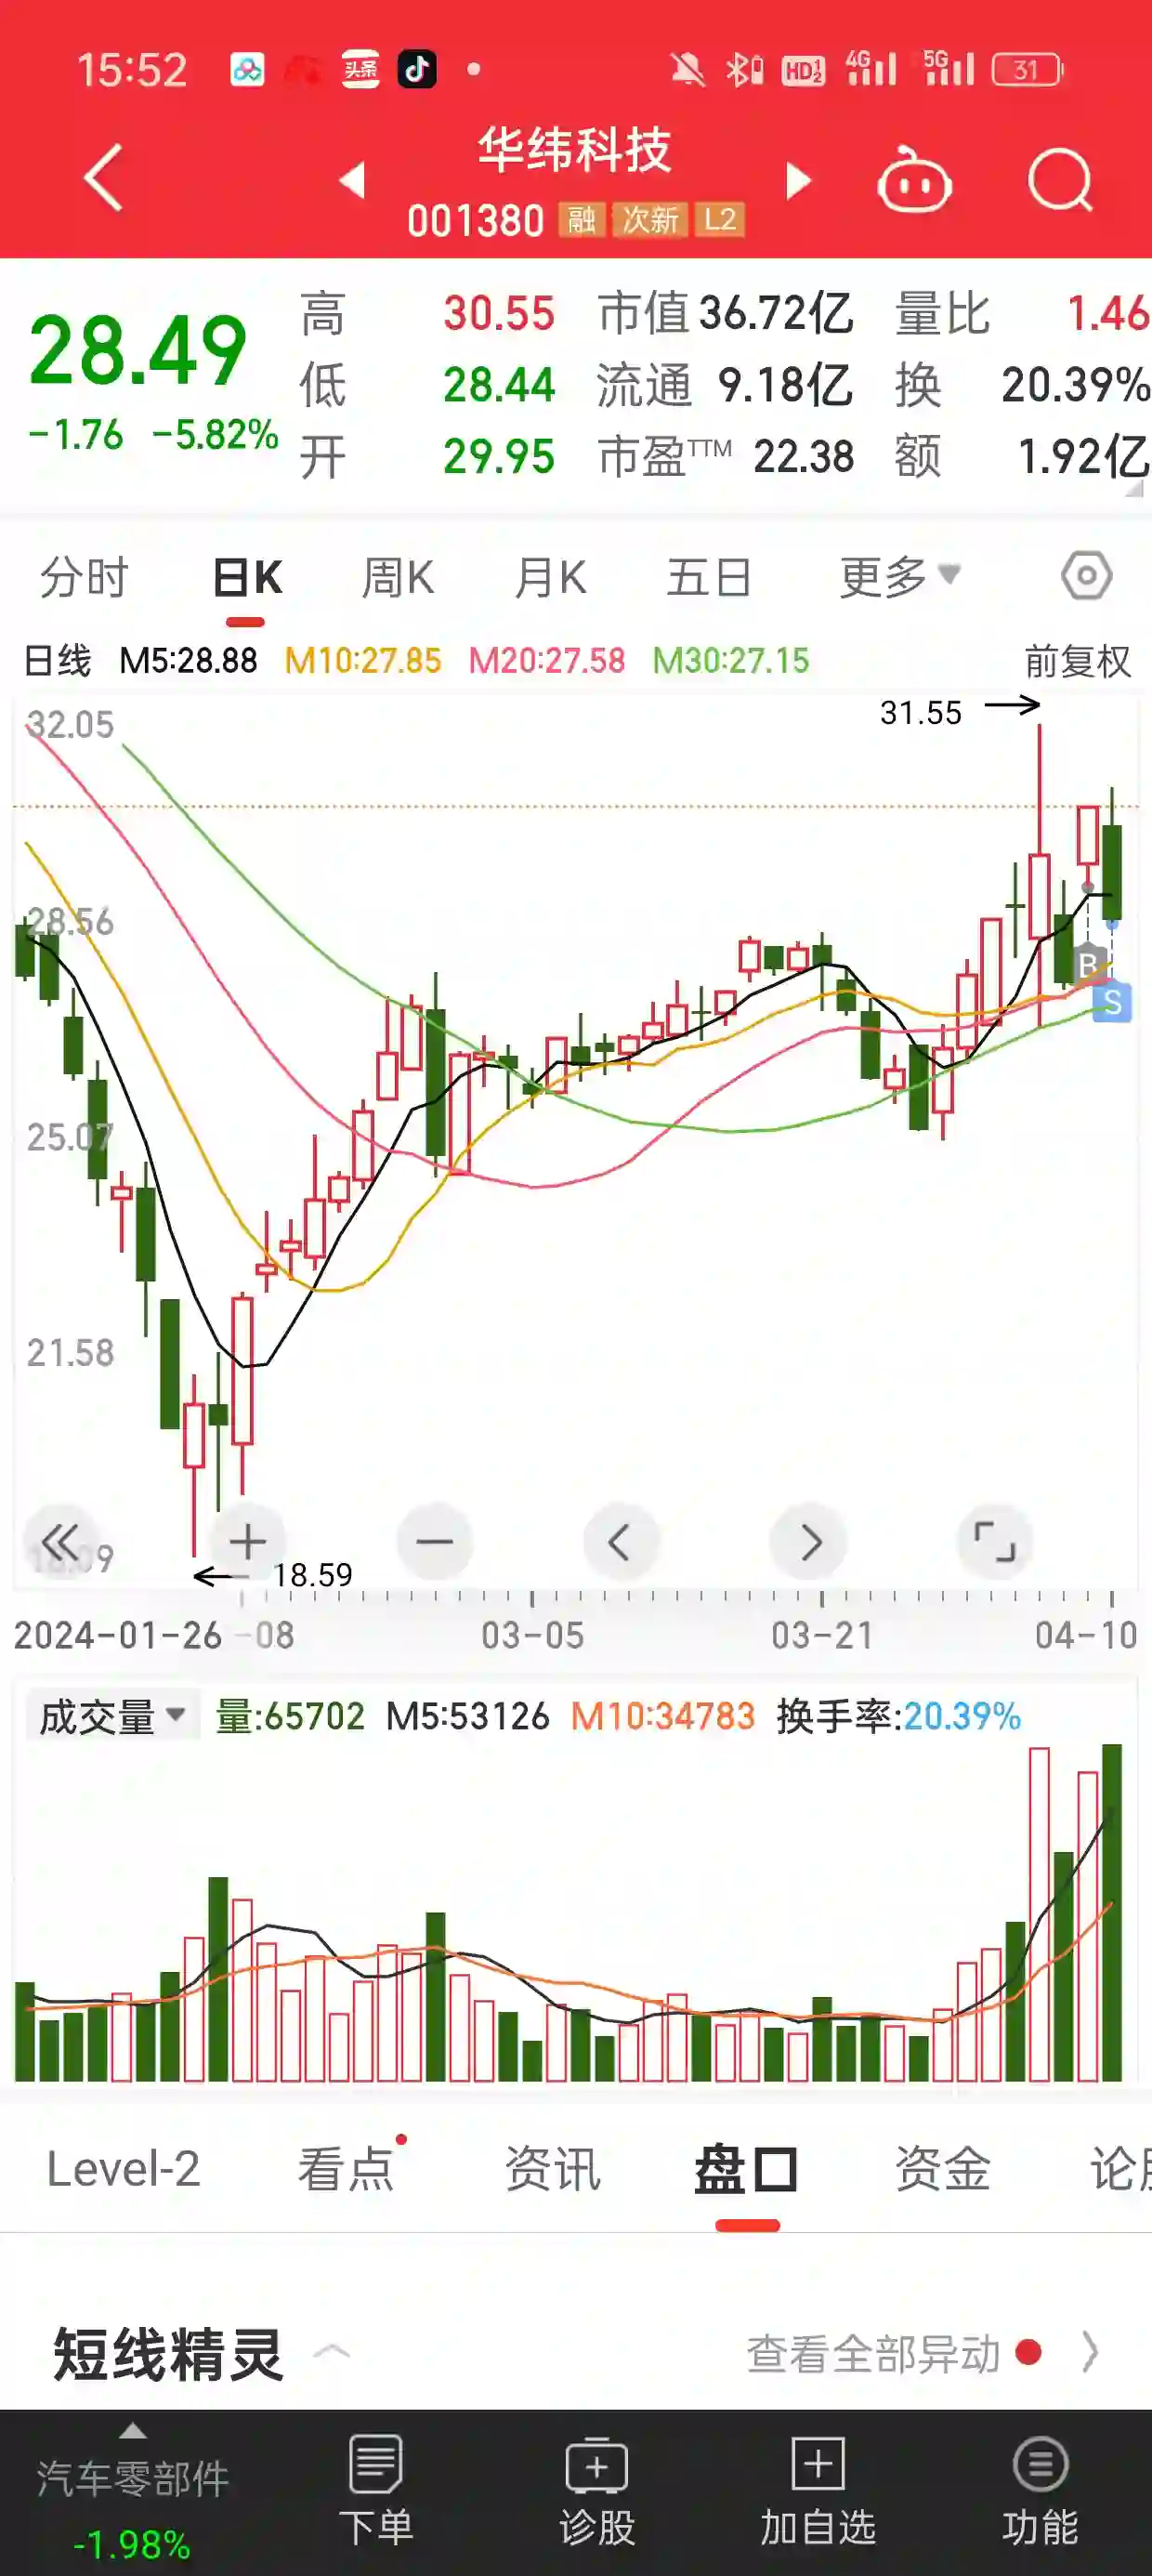 15:52 头条 HD 1 2 4G 5G 31
华纬科技
001380 融 次新 L2
28.49
-1.76 -5.82%
高 30.55 市值 36.72亿 量比 1.46
低 28.44 流通 9.18亿 换 20.39%
开 29.95 市盈TTM 22.38 额 1.92亿
分时 日K 周K 月K 五日 更多
日线 M5:28.88 M10:27.85 M20:27.58 M30:27.15 前复权
32.05
31.55
28.56
B
S
25.07
21.58
18.59
2024-01-26 -08 03-05 03-21 04-10
成交量 量:65702 M5:53126 M10:34783 换手率:20.39%
Level-2 看点 资讯 盘口 资金 论
短线精灵 查看全部异动
汽车零部件 下单 诊股 加自选 功能
-1.98%